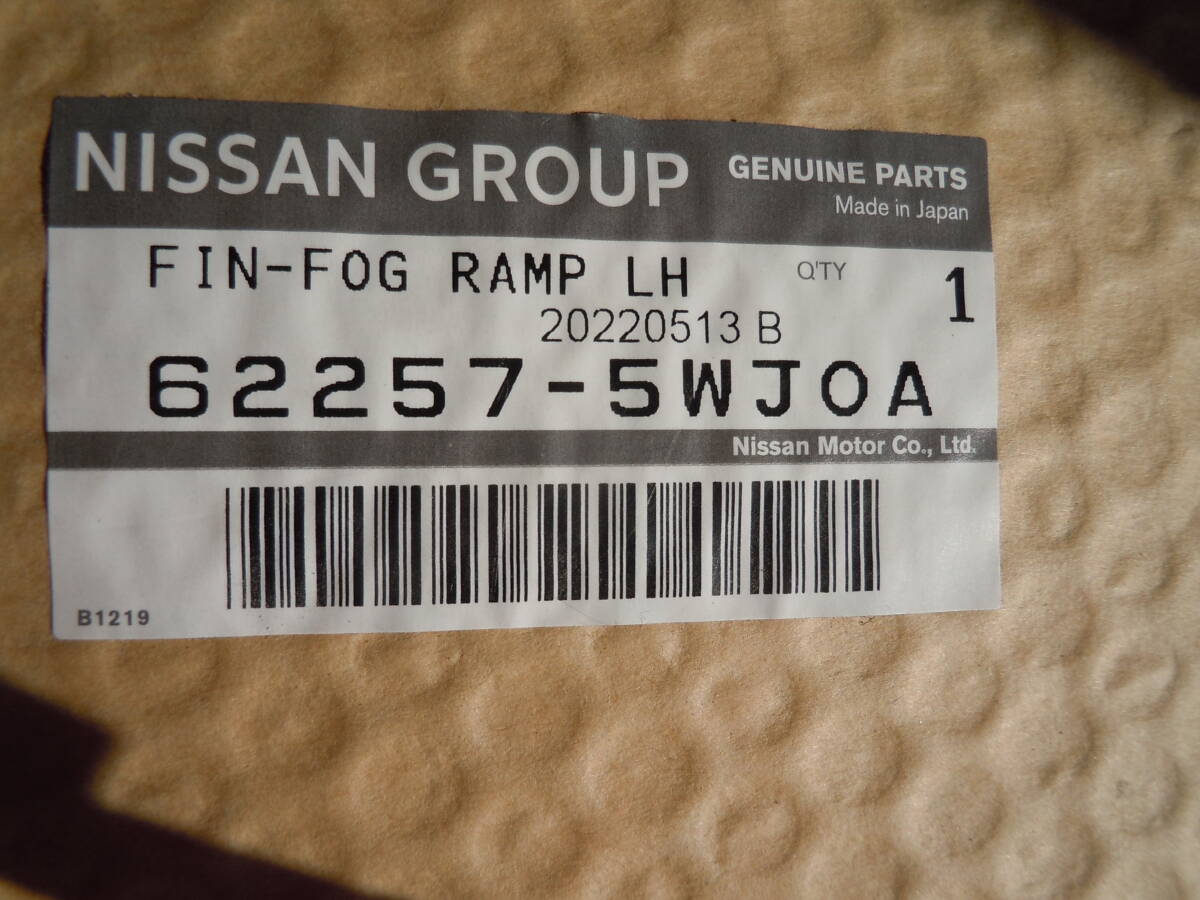 NISSAN GROUP GENUINE PARTS
Made in Japan
FIN-FOG RAMP LH Q'TY 1
20220513 B
62257-5WJ0A
Nissan Motor Co., Ltd.
B1219